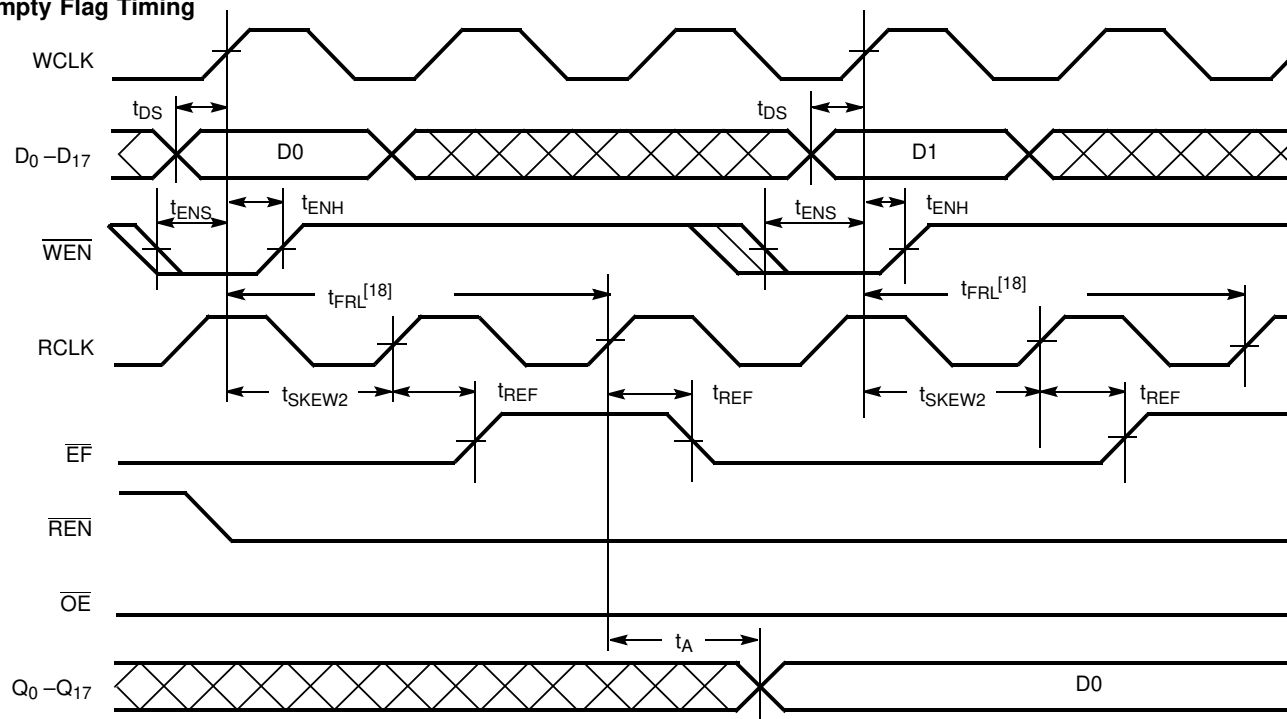 mpty Flag Timing
WCLK
tDS tDS
D0 –D17 D0 D1
tENS tENH tENS tENH
WEN
tFRL[18] tFRL[18]
RCLK
tSKEW2 tREF tREF tSKEW2 tREF
EF
REN
OE
tA
Q0 –Q17 D0